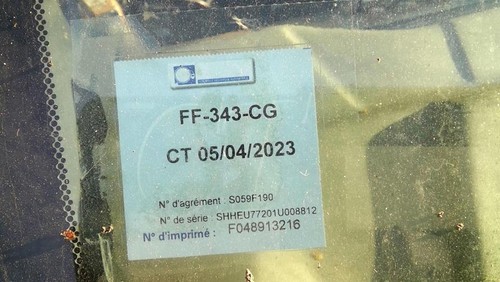 FF-343-CG
CT 05/04/2023
N° d'agrément : S059F190
N° de série : SHHEU77201U008812
N° d'imprimé : F048913216